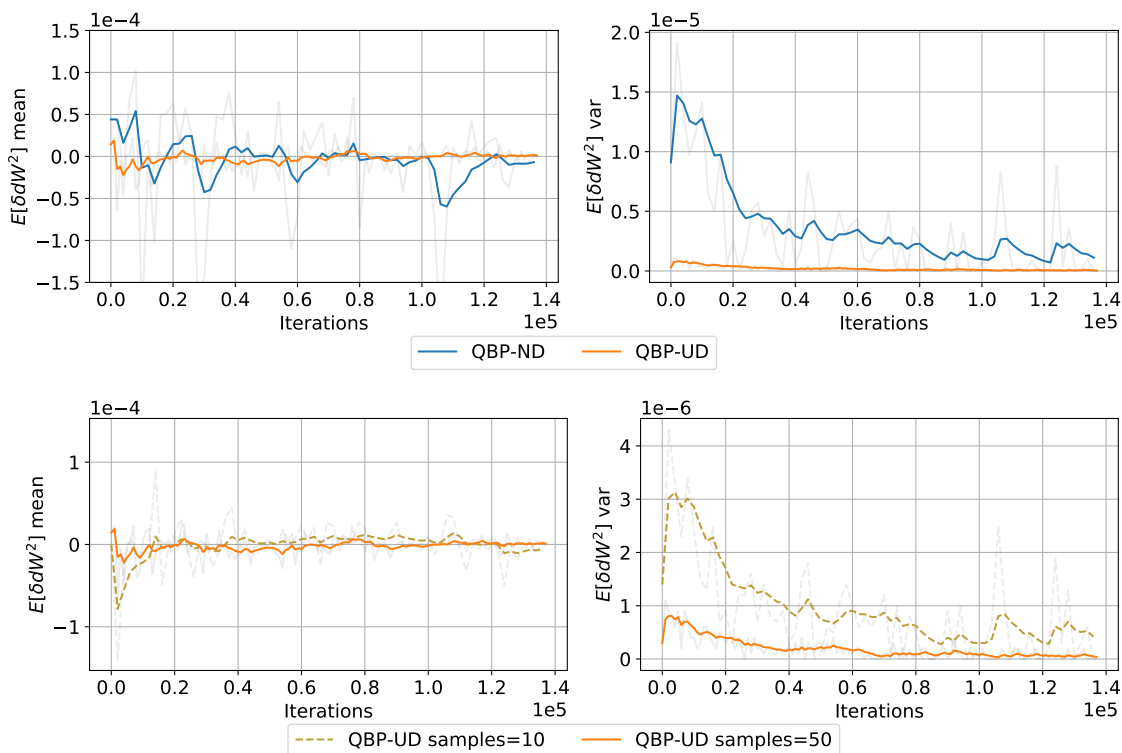 1e−4
1.5
1.0
0.5
0.0
−0.5
−1.0
−1.5
E[δdW²] mean
0.0 0.2 0.4 0.6 0.8 1.0 1.2 1.4
Iterations
1e5
1e−5
2.0
1.5
1.0
0.5
0.0
E[δdW²] var
0.0 0.2 0.4 0.6 0.8 1.0 1.2 1.4
Iterations
1e5
QBP-ND QBP-UD
1e−4
1
0
−1
E[δdW²] mean
0.0 0.2 0.4 0.6 0.8 1.0 1.2 1.4
Iterations
1e5
1e−6
4
3
2
1
0
E[δdW²] var
0.0 0.2 0.4 0.6 0.8 1.0 1.2 1.4
Iterations
1e5
QBP-UD samples=10 QBP-UD samples=50